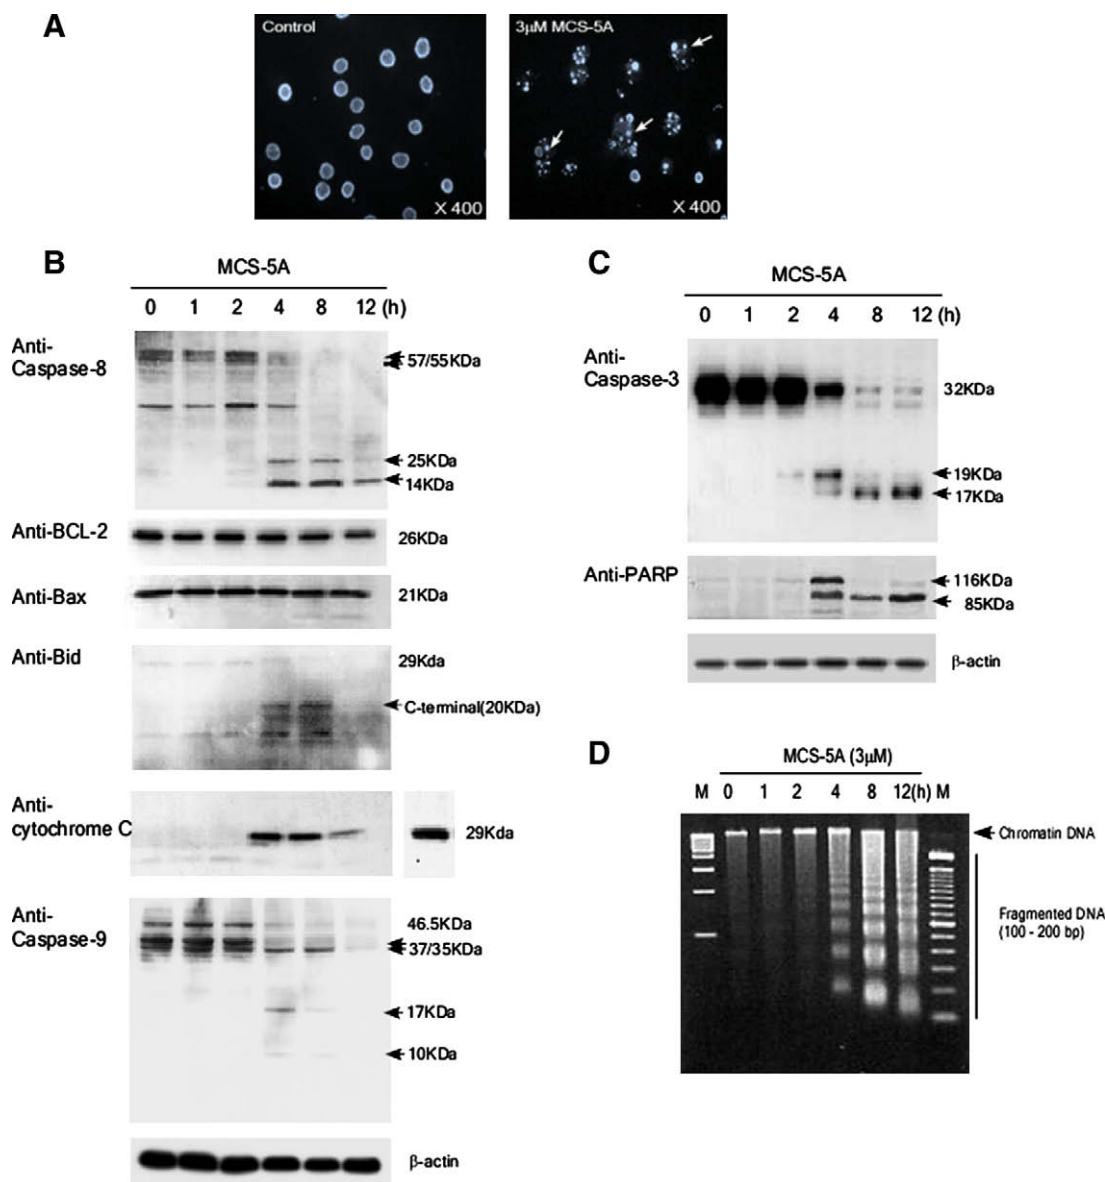 A
Control
X 400
3µM MCS-5A
X 400
B
MCS-5A
0 1 2 4 8 12 (h)
Anti-
Caspase-8
57/55KDa
25KDa
14KDa
Anti-BCL-2
26KDa
Anti-Bax
21KDa
Anti-Bid
29Kda
C-terminal(20KDa)
Anti-
cytochrome C
29Kda
Anti-
Caspase-9
46.5KDa
37/35KDa
17KDa
10KDa
β-actin
C
MCS-5A
0 1 2 4 8 12 (h)
Anti-
Caspase-3
32KDa
19KDa
17KDa
Anti-PARP
116KDa
85KDa
β-actin
D
MCS-5A (3µM)
M 0 1 2 4 8 12(h) M
Chromatin DNA
Fragmented DNA
(100 - 200 bp)